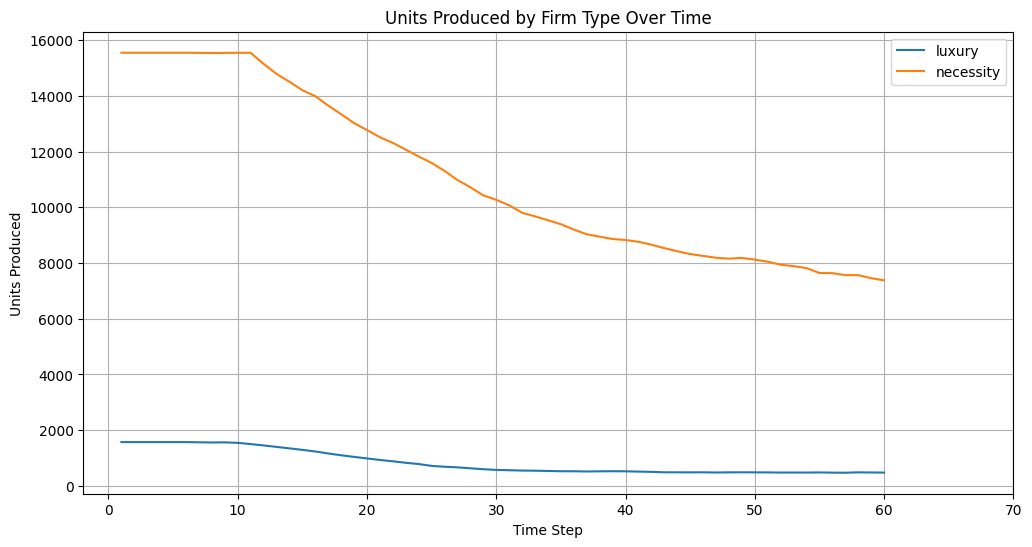 Units Produced by Firm Type Over Time
luxury
necessity
Units Produced
16000
14000
12000
10000
8000
6000
4000
2000
0
0 10 20 30 40 50 60 70
Time Step